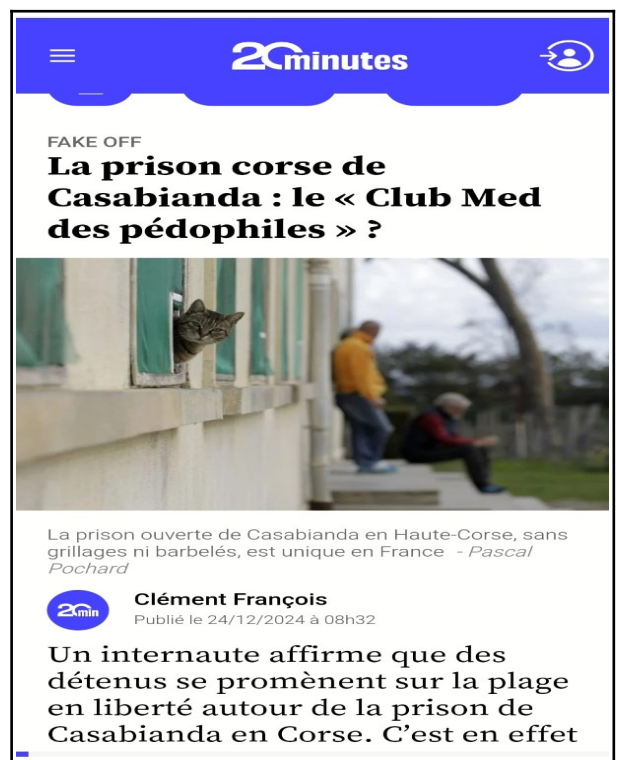 20minutes
FAKE OFF
La prison corse de
Casabianda : le « Club Med
des pédophiles » ?
La prison ouverte de Casabianda en Haute-Corse, sans
grillages ni barbelés, est unique en France - Pascal
Pochard
20min
Clément François
Publié le 24/12/2024 à 08h32
Un internaute affirme que des
détenus se promènent sur la plage
en liberté autour de la prison de
Casabianda en Corse. C’est en effet